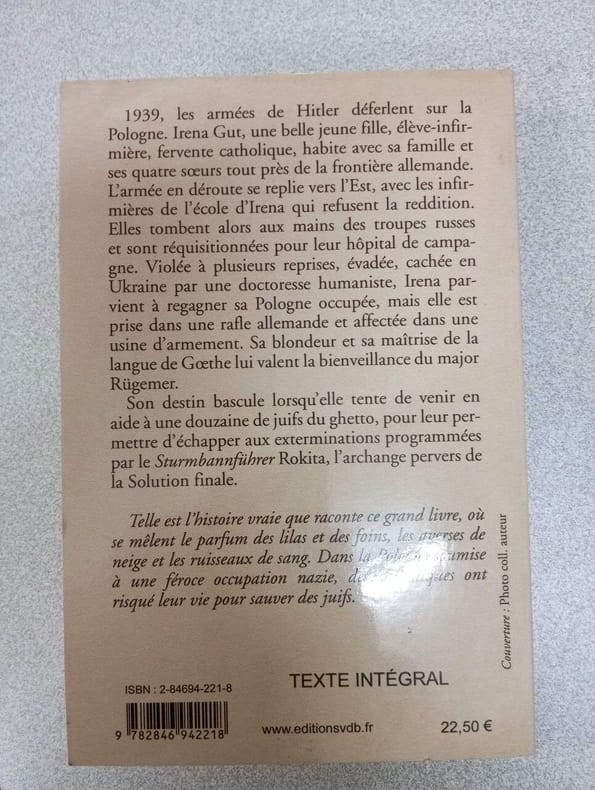 1939, les armées de Hitler déferlent sur la
Pologne. Irena Gut, une belle jeune fille, élève-infir-
mière, fervente catholique, habite avec sa famille et
ses quatre sœurs tout près de la frontière allemande.
L'armée en déroute se replie vers l'Est, avec les infir-
mières de l'école d'Irena qui refusent la reddition.
Elles tombent alors aux mains des troupes russes
et sont réquisitionnées pour leur hôpital de campa-
gne. Violée à plusieurs reprises, évadée, cachée en
Ukraine par une doctoresse humaniste, Irena par-
vient à regagner sa Pologne occupée, mais elle est
prise dans une rafle allemande et affectée dans une
usine d'armement. Sa blondeur et sa maîtrise de la
langue de Gœthe lui valent la bienveillance du major
Rügemer.
Son destin bascule lorsqu'elle tente de venir en
aide à une douzaine de juifs du ghetto, pour leur per-
mettre d'échapper aux exterminations programmées
par le Sturmbannführer Rokita, l'archange pervers de
la Solution finale.
Telle est l'histoire vraie que raconte ce grand livre, où
se mêlent le parfum des lilas et des foins, les averses de
neige et les ruisseaux de sang. Dans la Pologne soumise
à une féroce occupation nazie, ont
risqué leur vie pour sauver des juifs.
Couverture : Photo coll. auteur
ISBN : 2-84694-221-8
TEXTE INTÉGRAL
9 782846 942218
www.editionsvdb.fr
22,50 €